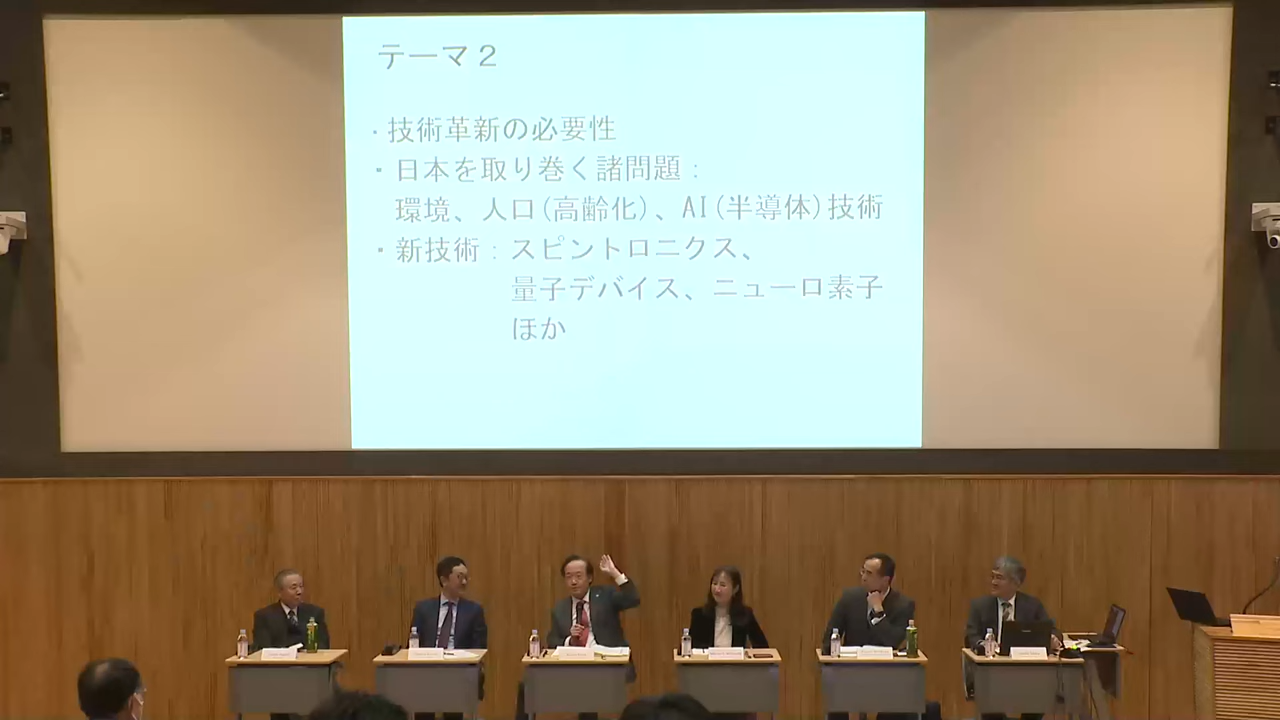 テーマ２
・技術革新の必要性
・日本を取り巻く諸問題：
環境、人口(高齢化)、AI(半導体)技術
・新技術：スピントロニクス、
量子デバイス、ニューロ素子
ほか